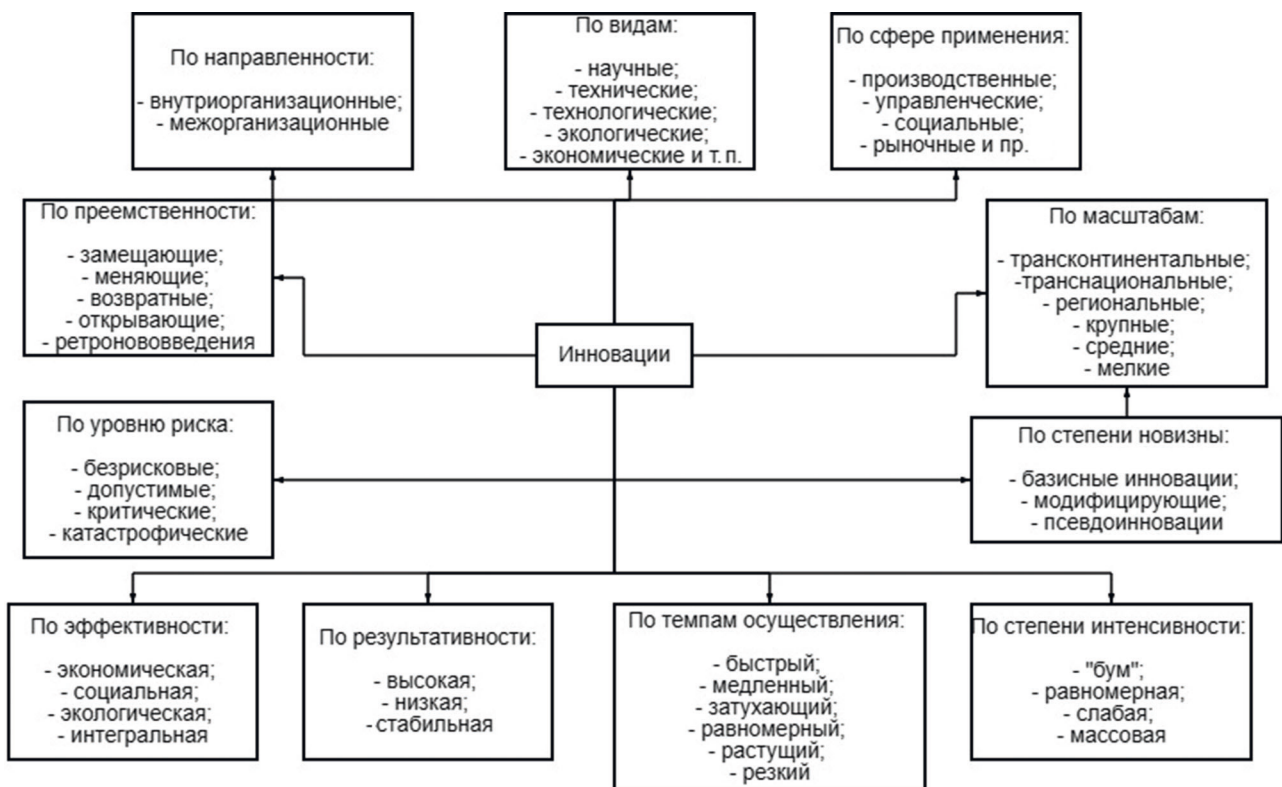 По направленности:
- внутриорганизационные;
- межорганизационные
По видам:
- научные;
- технические;
- технологические;
- экологические;
- экономические и т. п.
По сфере применения:
- производственные;
- управленческие;
- социальные;
- рыночные и пр.
По преемственности:
- замещающие;
- меняющие;
- возвратные;
- открывающие;
- ретронововведения
По масштабам:
- трансконтинентальные;
-транснациональные;
- региональные;
- крупные;
- средние;
- мелкие
Инновации
По уровню риска:
- безрисковые;
- допустимые;
- критические;
- катастрофические
По степени новизны:
- базисные инновации;
- модифицирующие;
- псевдоинновации
По эффективности:
- экономическая;
- социальная;
- экологическая;
- интегральная
По результативности:
- высокая;
- низкая;
- стабильная
По темпам осуществления:
- быстрый;
- медленный;
- затухающий;
- равномерный;
- растущий;
- резкий
По степени интенсивности:
- "бум";
- равномерная;
- слабая;
- массовая